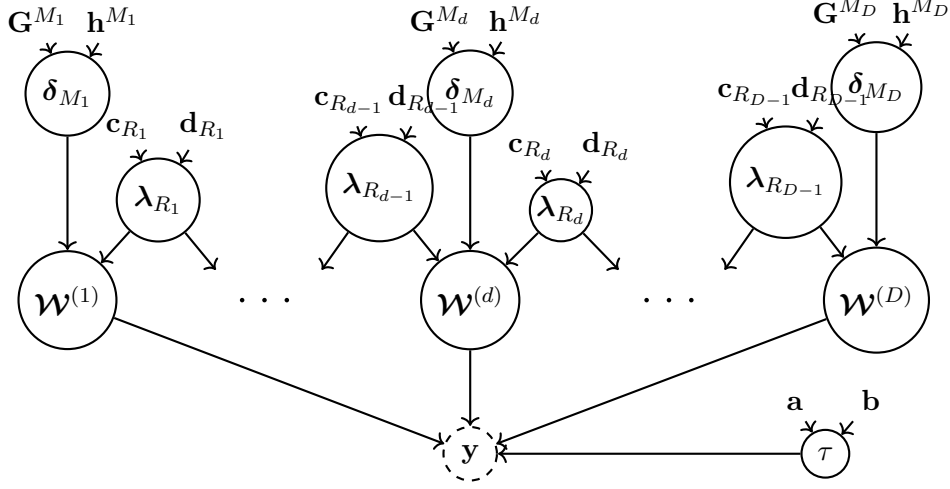 G^{M_1} h^{M_1} G^{M_d} h^{M_d} G^{M_D} h^{M_D}
δ_{M_1} δ_{M_d} δ_{M_D}
c_{R_{d-1}} d_{R_{d-1}} c_{R_{D-1}} d_{R_{D-1}}
c_{R_1} d_{R_1} c_{R_d} d_{R_d}
λ_{R_1} λ_{R_{d-1}} λ_{R_d} λ_{R_{D-1}}
𝓦^{(1)} · · · 𝓦^{(d)} · · · 𝓦^{(D)}
a b
y τ